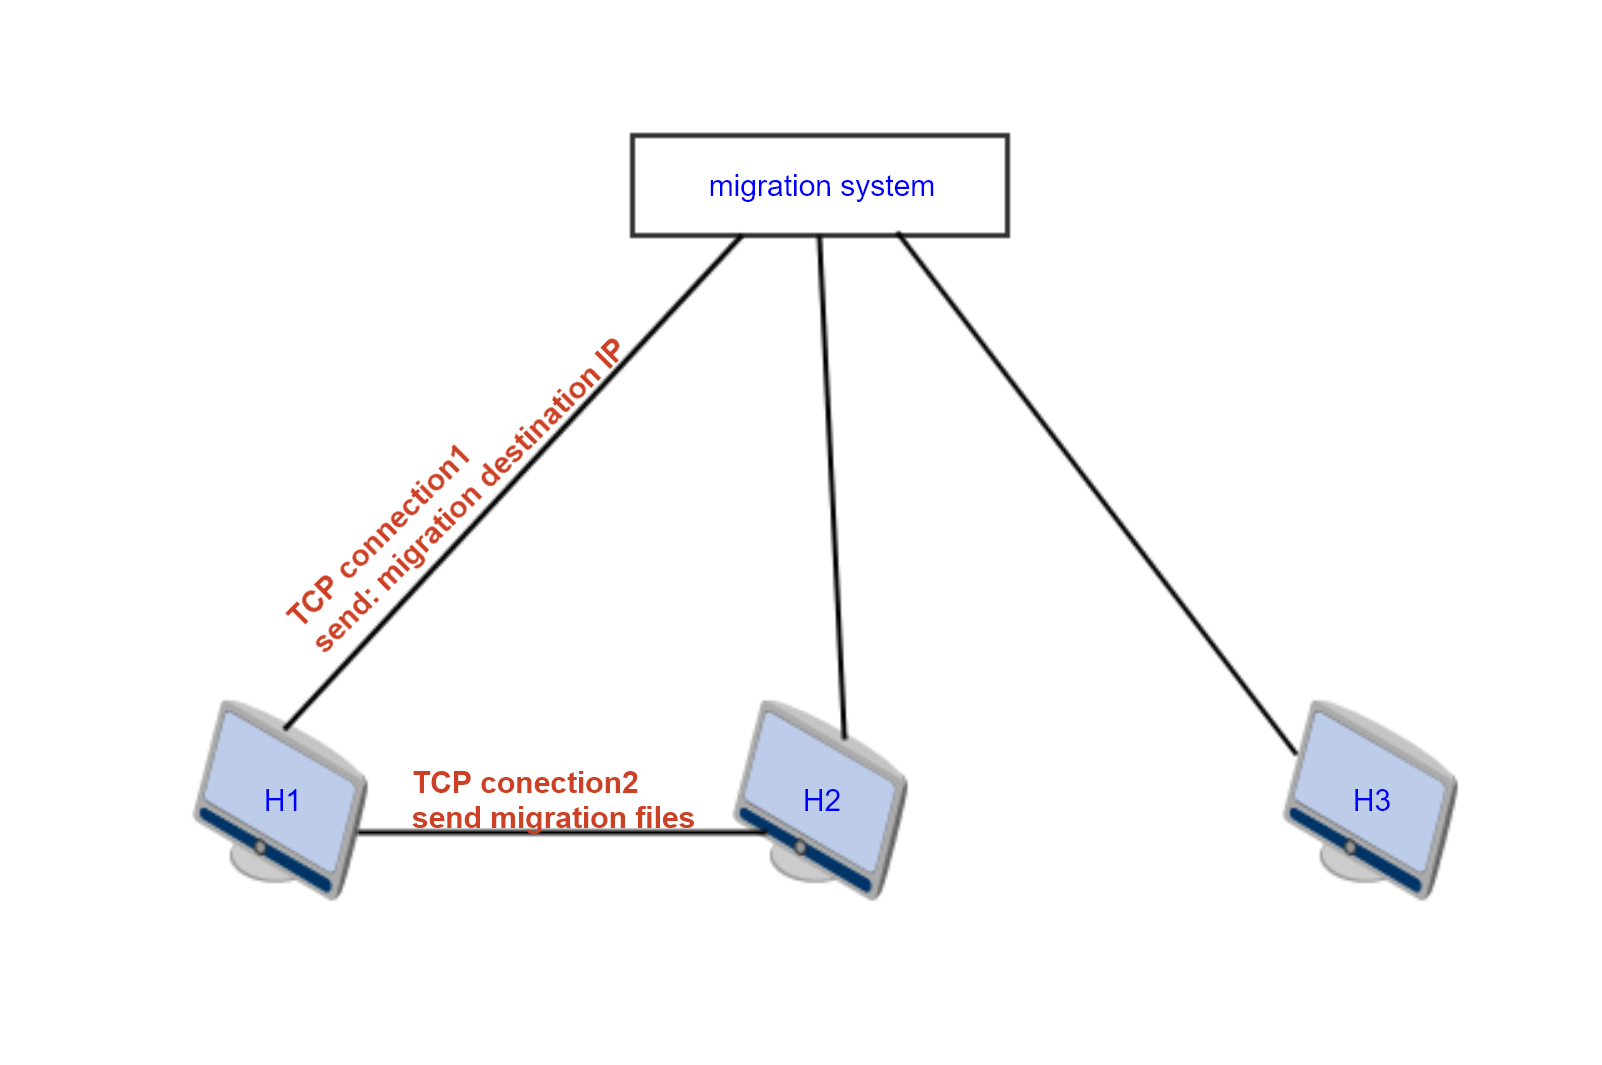 migration system
TCP connection1
send: migration destination IP
TCP conection2
send migration files
H1
H2
H3